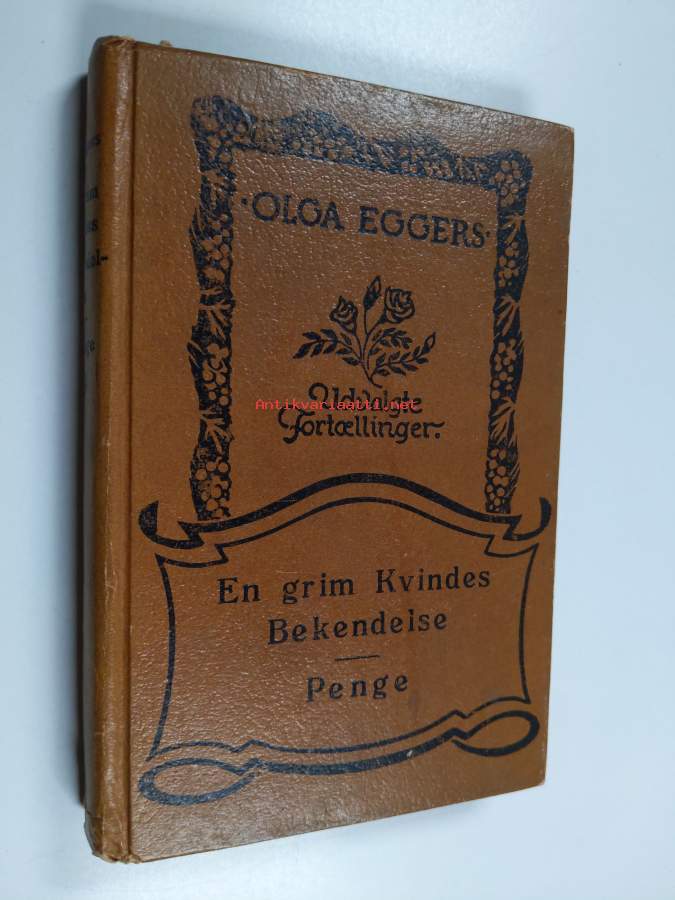 ·OLGA EGGERS·
Udvalgte
Antikvariaatti.net
Fortællinger.
En grim Kvindes
Bekendelse
Penge